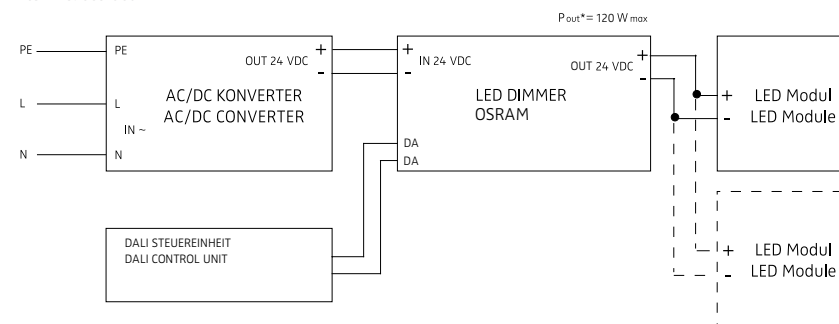 P out*= 120 W max
PE
PE
OUT 24 VDC
+
-
L
L
AC/DC KONVERTER
AC/DC CONVERTER
IN ~
N
N
+
-
IN 24 VDC
OUT 24 VDC
+
-
LED DIMMER
OSRAM
DA
DA
+ LED Modul
- LED Module
DALI STEUEREINHEIT
DALI CONTROL UNIT
+ LED Modul
- LED Module